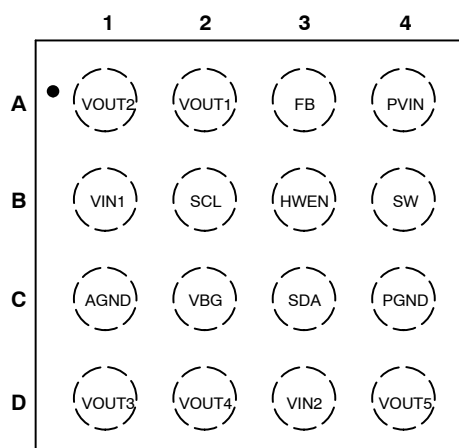 1 2 3 4
A VOUT2 VOUT1 FB PVIN
B VIN1 SCL HWEN SW
C AGND VBG SDA PGND
D VOUT3 VOUT4 VIN2 VOUT5